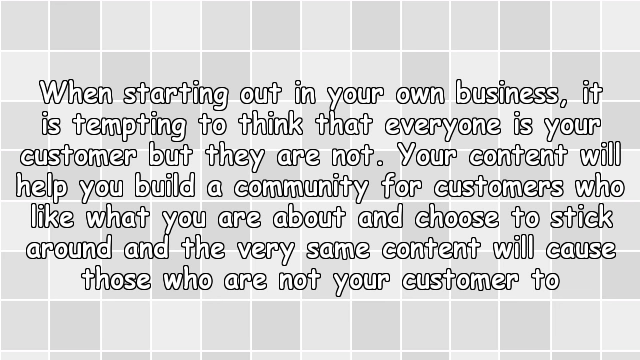 When starting out in your own business, it
is tempting to think that everyone is your
customer but they are not. Your content will
help you build a community for customers who
like what you are about and choose to stick
around and the very same content will cause
those who are not your customer to